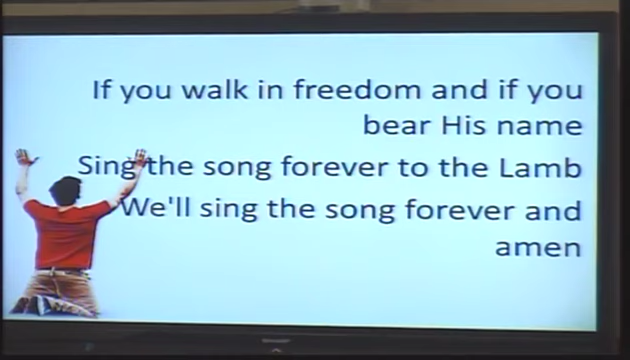 If you walk in freedom and if you
bear His name
Sing the song forever to the Lamb
We'll sing the song forever and
amen